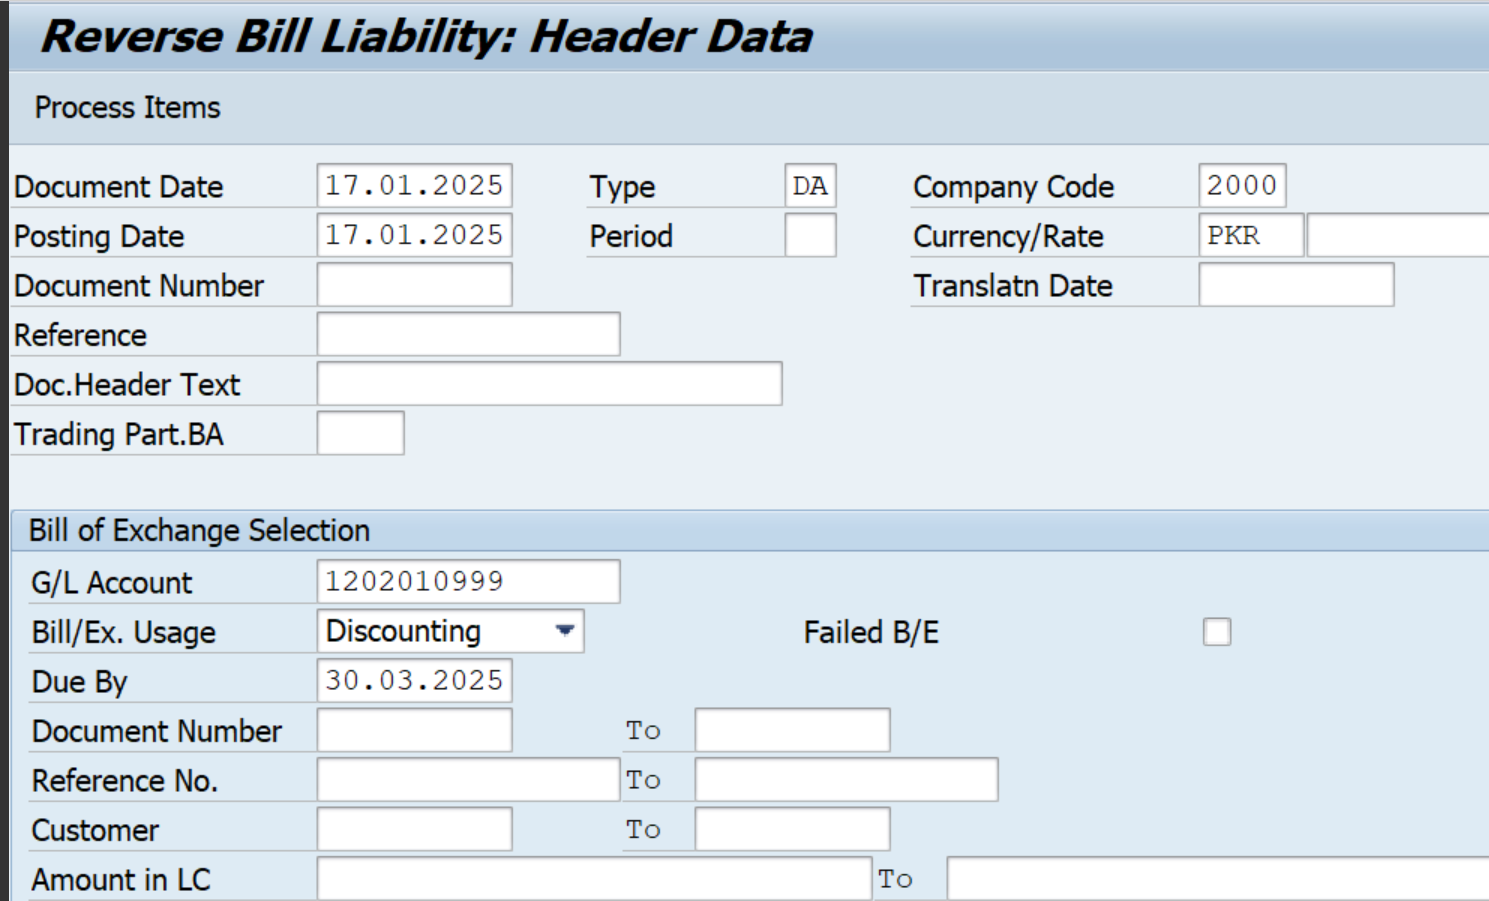 Reverse Bill Liability: Header Data
Process Items
Document Date 17.01.2025 Type DA Company Code 2000
Posting Date 17.01.2025 Period Currency/Rate PKR
Document Number Translatn Date
Reference
Doc.Header Text
Trading Part.BA
Bill of Exchange Selection
G/L Account 1202010999
Bill/Ex. Usage Discounting Failed B/E
Due By 30.03.2025
Document Number To
Reference No. To
Customer To
Amount in LC To